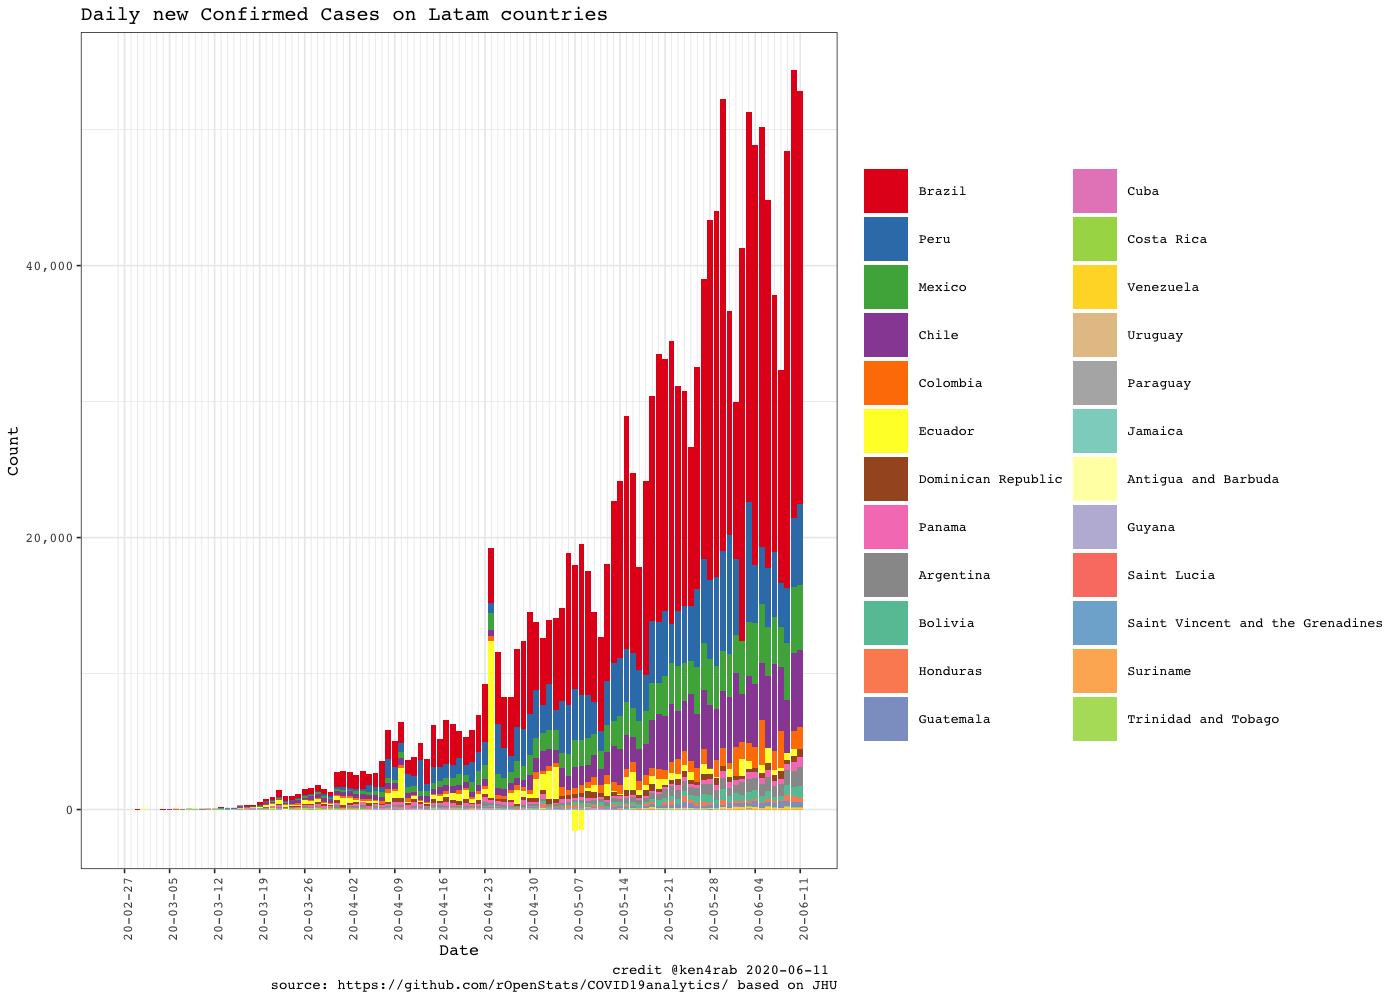 Daily new Confirmed Cases on Latam countries
Count
40,000
20,000
0
20-02-27
20-03-05
20-03-12
20-03-19
20-03-26
20-04-02
20-04-09
20-04-16
20-04-23
20-04-30
20-05-07
20-05-14
20-05-21
20-05-28
20-06-04
20-06-11
Date
Brazil
Peru
Mexico
Chile
Colombia
Ecuador
Dominican Republic
Panama
Argentina
Bolivia
Honduras
Guatemala
Cuba
Costa Rica
Venezuela
Uruguay
Paraguay
Jamaica
Antigua and Barbuda
Guyana
Saint Lucia
Saint Vincent and the Grenadines
Suriname
Trinidad and Tobago
credit @ken4rab 2020-06-11
source: https://github.com/rOpenStats/COVID19analytics/ based on JHU